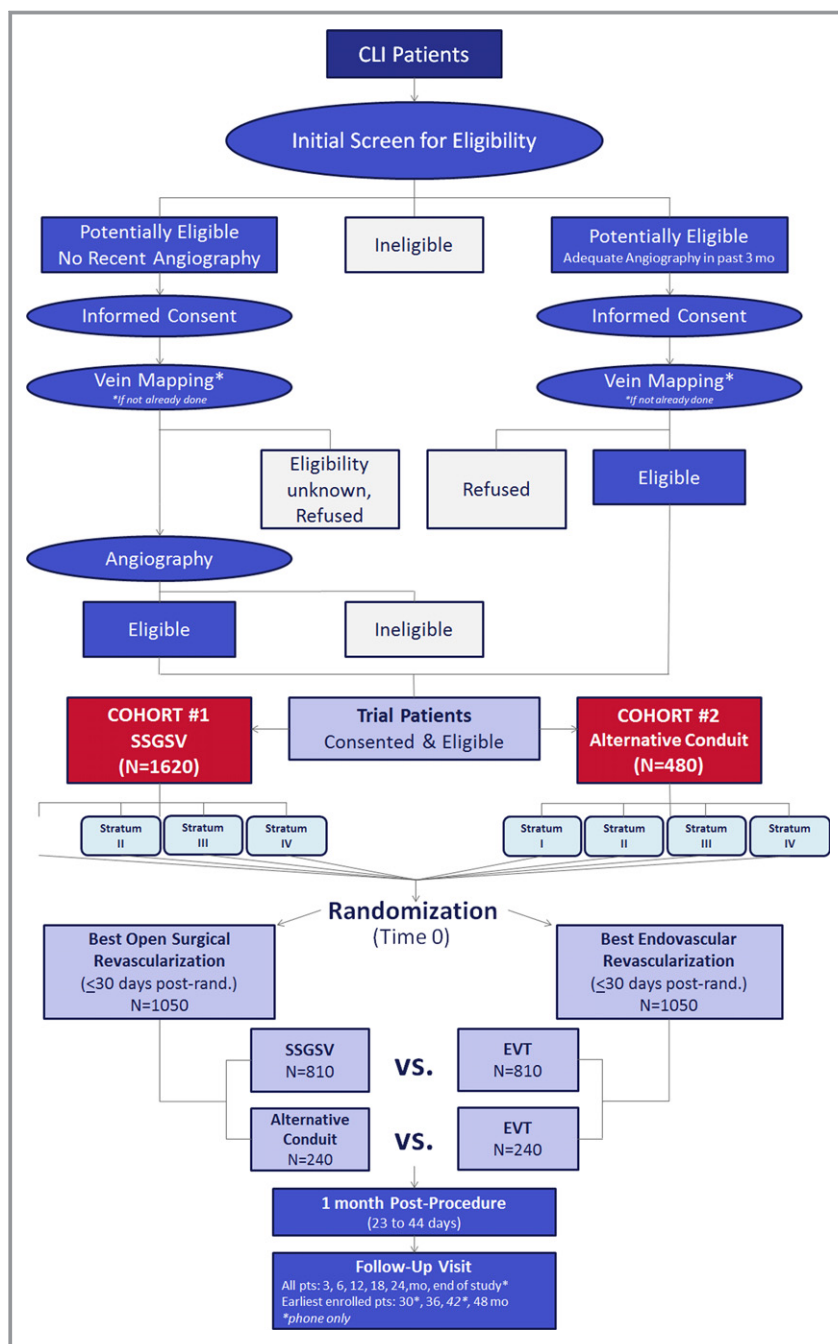 CLI Patients
Initial Screen for Eligibility
Potentially Eligible
No Recent Angiography
Ineligible
Potentially Eligible
Adequate Angiography in past 3 mo
Informed Consent
Informed Consent
Vein Mapping*
*If not already done
Vein Mapping*
*If not already done
Eligibility
unknown,
Refused
Refused
Eligible
Angiography
Eligible
Ineligible
COHORT #1
SSGSV
(N=1620)
Trial Patients
Consented & Eligible
COHORT #2
Alternative Conduit
(N=480)
Stratum
II
Stratum
III
Stratum
IV
Stratum
I
Stratum
II
Stratum
III
Stratum
IV
Randomization
(Time 0)
Best Open Surgical
Revascularization
(≤30 days post-rand.)
N=1050
Best Endovascular
Revascularization
(≤30 days post-rand.)
N=1050
SSGSV
N=810
vs.
EVT
N=810
Alternative
Conduit
N=240
vs.
EVT
N=240
1 month Post-Procedure
(23 to 44 days)
Follow-Up Visit
All pts: 3, 6, 12, 18, 24,mo, end of study*
Earliest enrolled pts: 30*, 36, 42*, 48 mo
*phone only